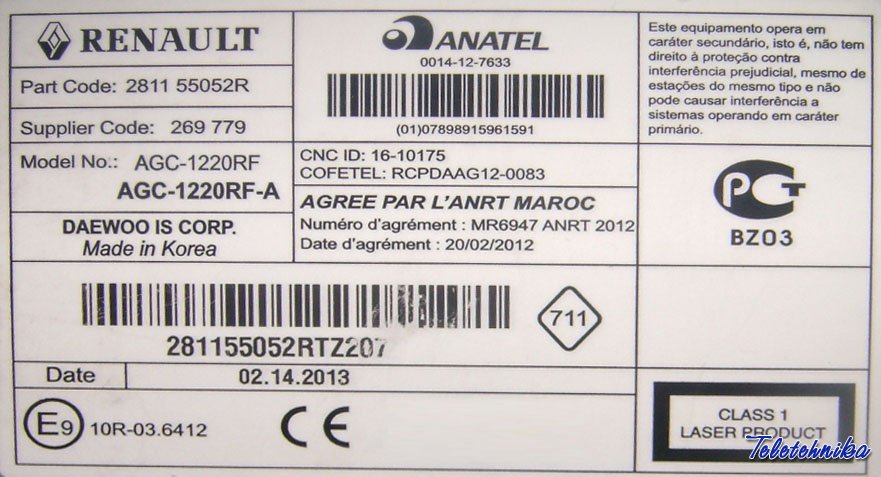 RENAULT
Part Code: 2811 55052R
Supplier Code: 269 779
Model No.: AGC-1220RF
AGC-1220RF-A
DAEWOO IS CORP.
Made in Korea
ANATEL
0014-12-7633
(01)07898915961591
CNC ID: 16-10175
COFETEL: RCPDAAG12-0083
AGREE PAR L'ANRT MAROC
Numéro d'agrément : MR6947 ANRT 2012
Date d'agrément : 20/02/2012
Este equipamento opera em
caráter secundário, isto é, não tem
direito à proteção contra
interferência prejudicial, mesmo de
estações do mesmo tipo e não
pode causar interferência a
sistemas operando em caráter
primário.
PCT
BZ03
281155052RTZ207
711
Date 02.14.2013
E9 10R-03.6412
CE
CLASS 1
LASER PRODUCT
Teletehnika